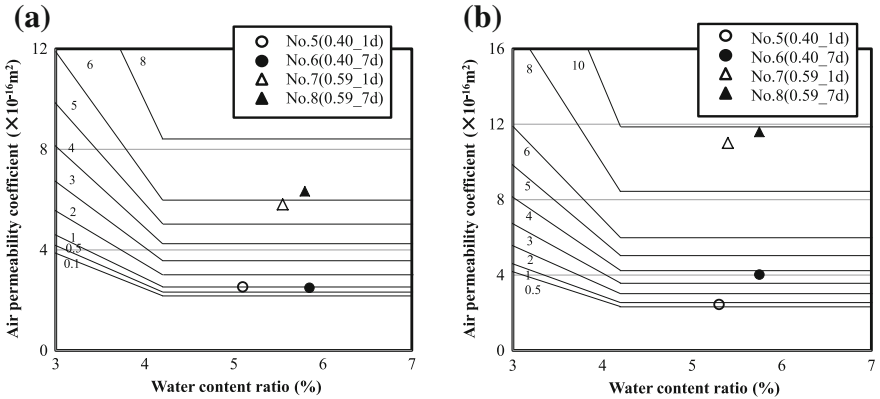 (a)
Air permeability coefficient (×10⁻¹⁶m²)
12
8
4
0
3
4
5
6
7
Water content ratio (%)
8
6
5
4
3
2
1
0.5
0.1
No.5(0.40_1d)
No.6(0.40_7d)
No.7(0.59_1d)
No.8(0.59_7d)
(b)
Air permeability coefficient (×10⁻¹⁶m²)
16
12
8
4
0
3
4
5
6
7
Water content ratio (%)
10
8
6
5
4
3
2
1
0.5
No.5(0.40_1d)
No.6(0.40_7d)
No.7(0.59_1d)
No.8(0.59_7d)